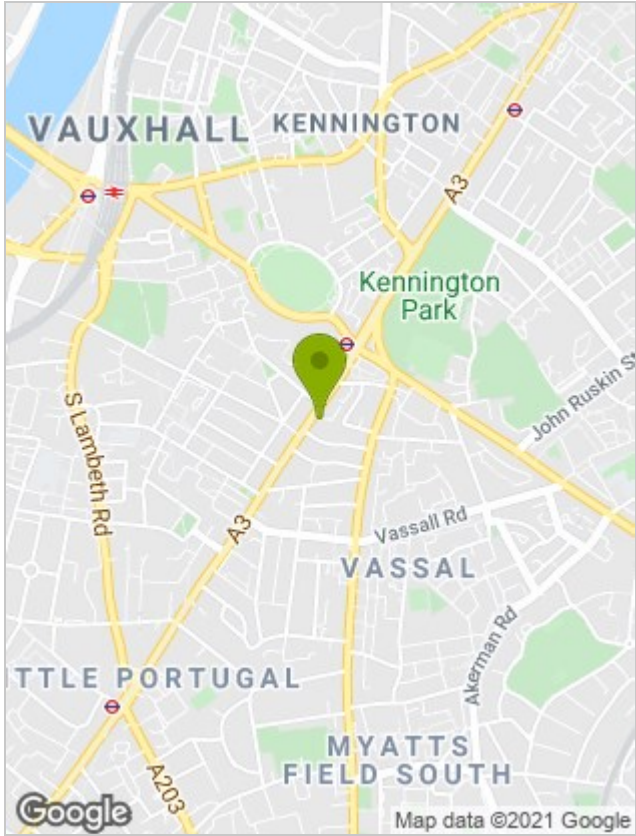 VAUXHALL
KENNINGTON
A3
Kennington
Park
John Ruskin St
S Lambeth Rd
A3
Vassall Rd
VASSAL
Akerman Rd
ITTLE PORTUGAL
MYATTS
FIELD SOUTH
A203
Google
Map data ©2021 Google